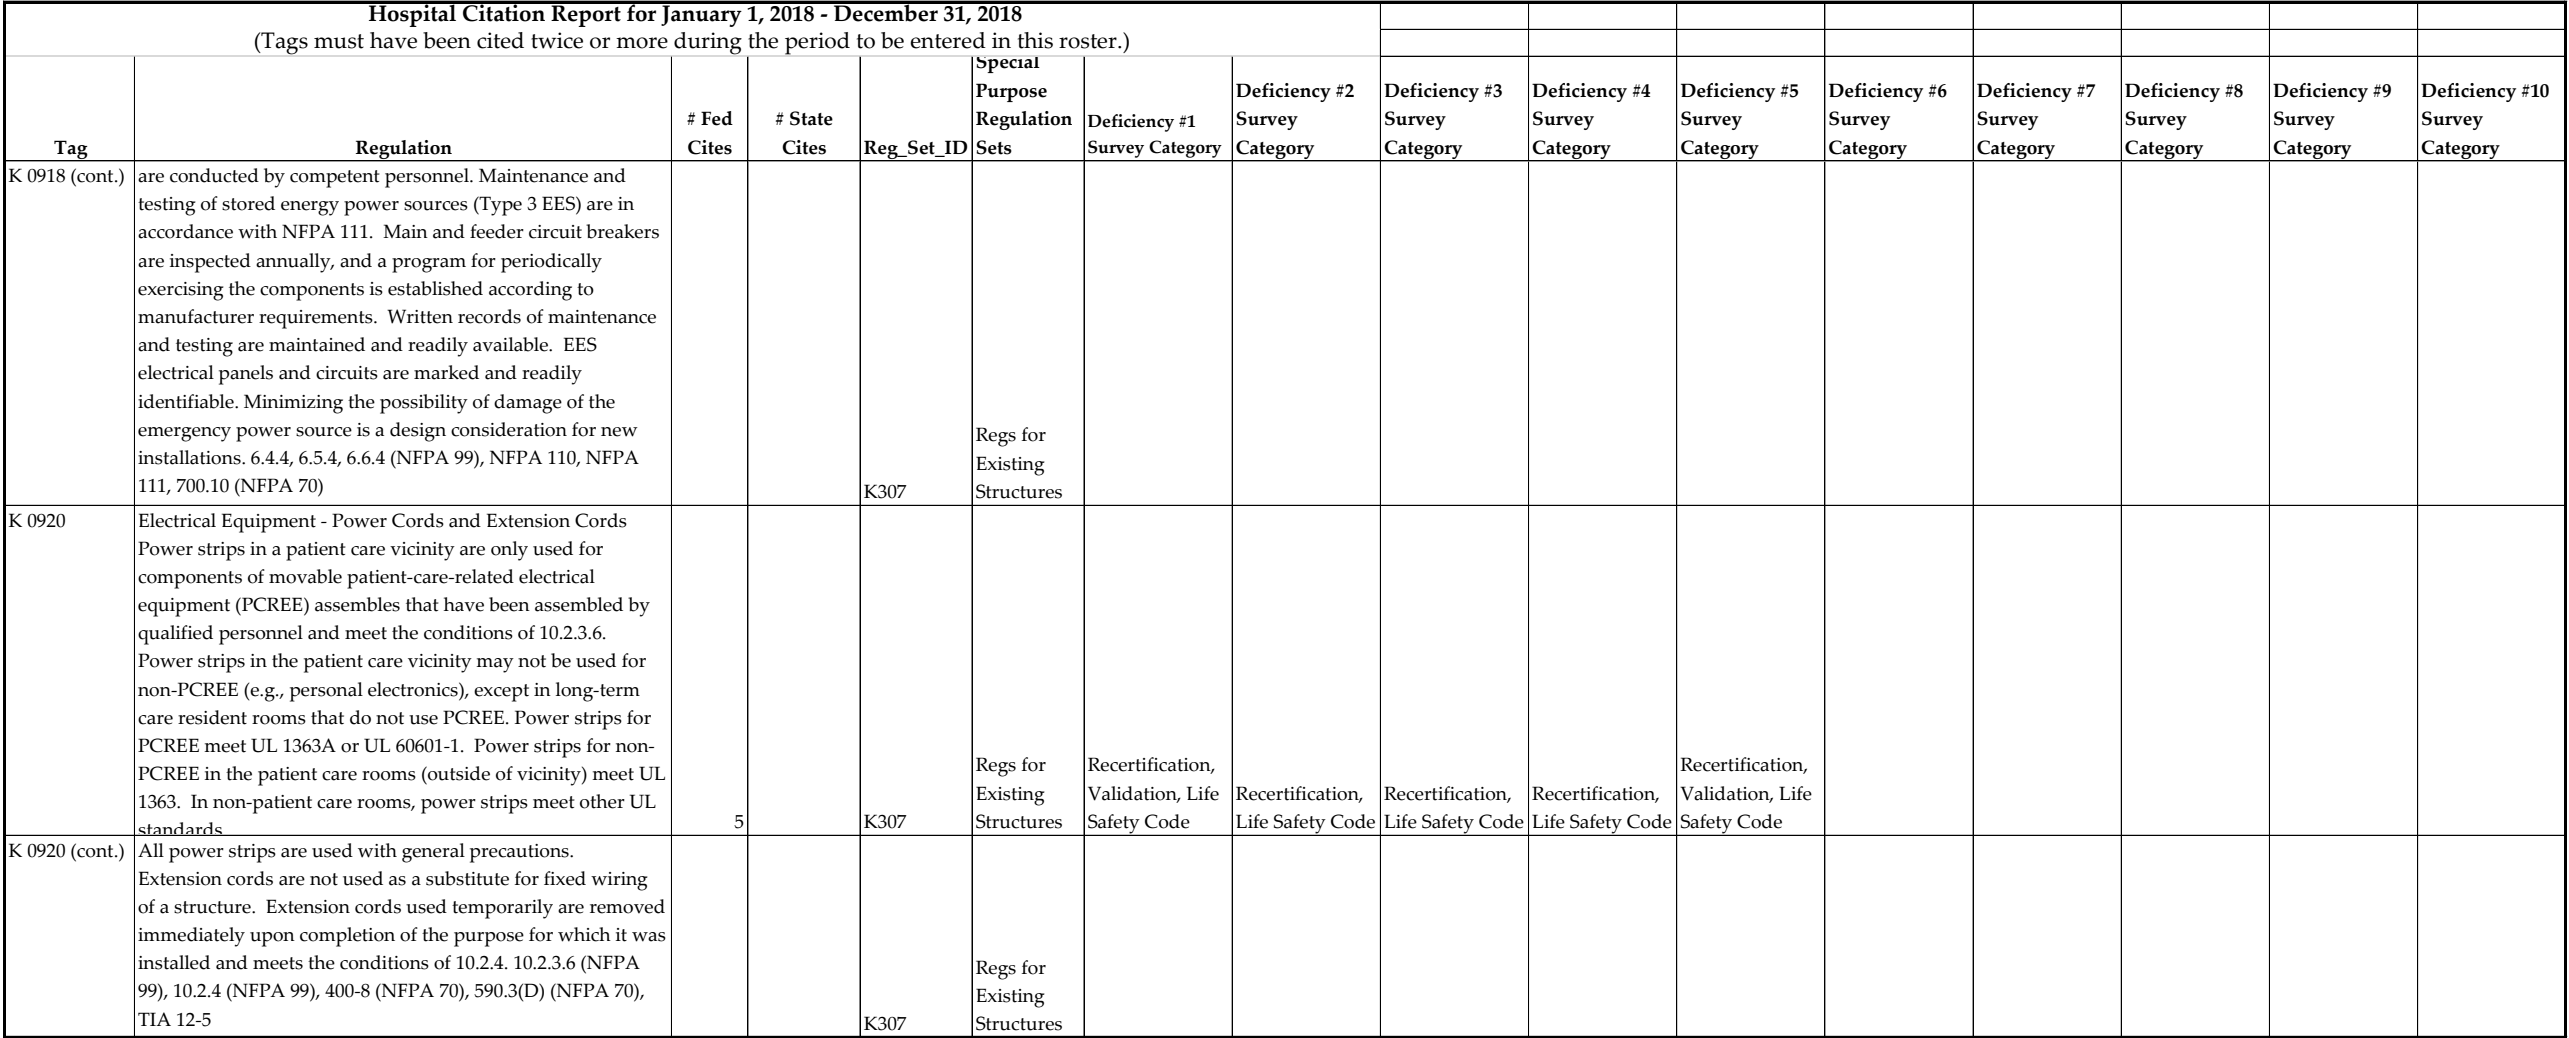 Hospital Citation Report for January 1, 2018 - December 31, 2018
(Tags must have been cited twice or more during the period to be entered in this roster.)
Tag
Regulation
# Fed
Cites
# State
Cites
Reg_Set_ID
Special
Purpose
Regulation
Sets
Deficiency #1
Survey Category
Deficiency #2
Survey
Category
Deficiency #3
Survey
Category
Deficiency #4
Survey
Category
Deficiency #5
Survey
Category
Deficiency #6
Survey
Category
Deficiency #7
Survey
Category
Deficiency #8
Survey
Category
Deficiency #9
Survey
Category
Deficiency #10
Survey
Category
K 0918 (cont.)
are conducted by competent personnel. Maintenance and
testing of stored energy power sources (Type 3 EES) are in
accordance with NFPA 111.  Main and feeder circuit breakers
are inspected annually, and a program for periodically
exercising the components is established according to
manufacturer requirements.  Written records of maintenance
and testing are maintained and readily available.  EES
electrical panels and circuits are marked and readily
identifiable. Minimizing the possibility of damage of the
emergency power source is a design consideration for new
installations. 6.4.4, 6.5.4, 6.6.4 (NFPA 99), NFPA 110, NFPA
111, 700.10 (NFPA 70)
K307
Regs for
Existing
Structures
K 0920
Electrical Equipment - Power Cords and Extension Cords
Power strips in a patient care vicinity are only used for
components of movable patient-care-related electrical
equipment (PCREE) assembles that have been assembled by
qualified personnel and meet the conditions of 10.2.3.6.
Power strips in the patient care vicinity may not be used for
non-PCREE (e.g., personal electronics), except in long-term
care resident rooms that do not use PCREE. Power strips for
PCREE meet UL 1363A or UL 60601-1.  Power strips for non-
PCREE in the patient care rooms (outside of vicinity) meet UL
1363.  In non-patient care rooms, power strips meet other UL
standards
5
K307
Regs for
Existing
Structures
Recertification,
Validation, Life
Safety Code
Recertification,
Life Safety Code
Recertification,
Life Safety Code
Recertification,
Life Safety Code
Recertification,
Validation, Life
Safety Code
K 0920 (cont.)
All power strips are used with general precautions.
Extension cords are not used as a substitute for fixed wiring
of a structure.  Extension cords used temporarily are removed
immediately upon completion of the purpose for which it was
installed and meets the conditions of 10.2.4. 10.2.3.6 (NFPA
99), 10.2.4 (NFPA 99), 400-8 (NFPA 70), 590.3(D) (NFPA 70),
TIA 12-5
K307
Regs for
Existing
Structures